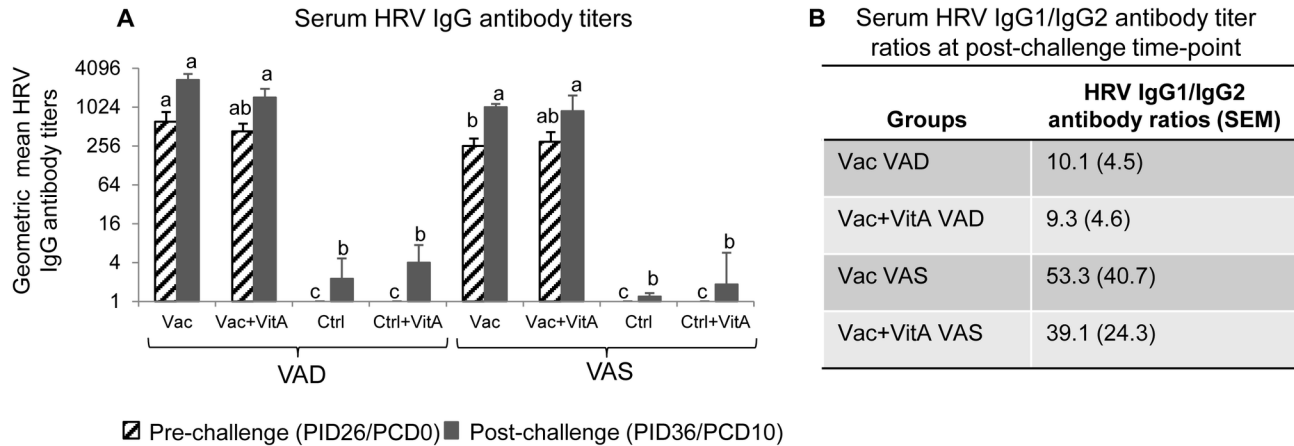 A
Serum HRV IgG antibody titers
Geometric mean HRV
IgG antibody titers
4096
1024
256
64
16
4
1
a
a
ab
a
c
b
c
b
b
a
ab
a
c
b
c
b
Vac
Vac+VitA
Ctrl
Ctrl+VitA
Vac
Vac+VitA
Ctrl
Ctrl+VitA
VAD
VAS
Pre-challenge (PID26/PCD0)
Post-challenge (PID36/PCD10)
B
Serum HRV IgG1/IgG2 antibody titer
ratios at post-challenge time-point
Groups
HRV IgG1/IgG2
antibody ratios (SEM)
Vac VAD
10.1 (4.5)
Vac+VitA VAD
9.3 (4.6)
Vac VAS
53.3 (40.7)
Vac+VitA VAS
39.1 (24.3)